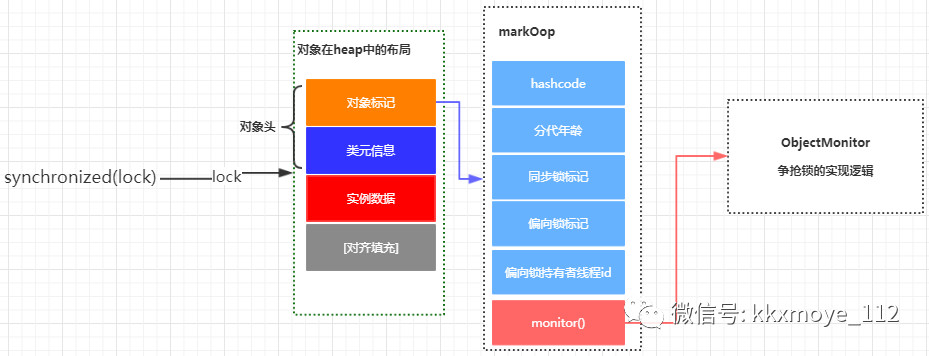 synchronized(lock)
lock
对象头
对象在heap中的布局
对象标记
类元信息
实例数据
[对齐填充]
markOop
hashcode
分代年龄
同步锁标记
偏向锁标记
偏向锁持有者线程id
monitor()
ObjectMonitor
争抢锁的实现逻辑
微信号: kkxmoye_112